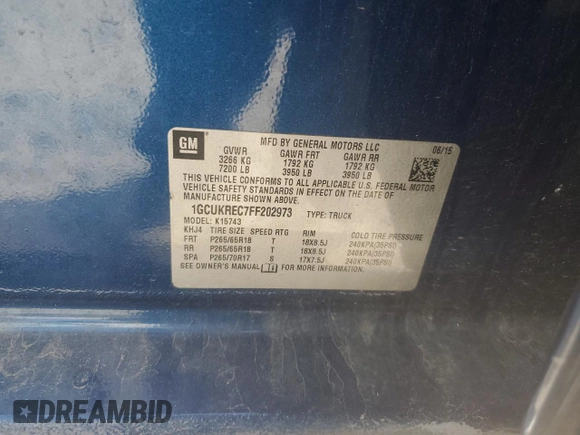 GM
MFD BY GENERAL MOTORS LLC 06/15
GVWR GAWR FRT GAWR RR
3266 KG 1792 KG 1792 KG
7200 LB 3950 LB 3950 LB
THIS VEHICLE CONFORMS TO ALL APPLICABLE U.S. FEDERAL MOTOR
VEHICLE SAFETY STANDARDS IN EFFECT ON THE DATE OF
MANUFACTURE SHOWN ABOVE.
1GCUKREC7FF202973 TYPE: TRUCK
MODEL: K15743
KHJ4 TIRE SIZE SPEED RTG RIM COLD TIRE PRESSURE
FRT P265/65R18 T 18X8.5J 240KPA(35PSI)
RR P265/65R18 T 18X8.5J 240KPA(35PSI)
SPA P265/70R17 S 17X7.5J 240KPA(35PSI)
SEE OWNER'S MANUAL FOR MORE INFORMATION.
DREAMBID